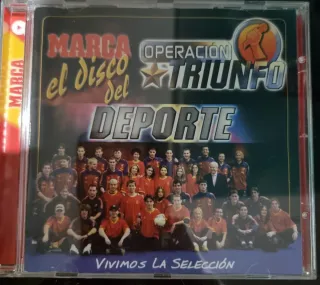 MARCA
el disco
del
DEPORTE
OPERACIÓN
TRIUNFO
VIVIMOS LA SELECCIÓN
MARCA